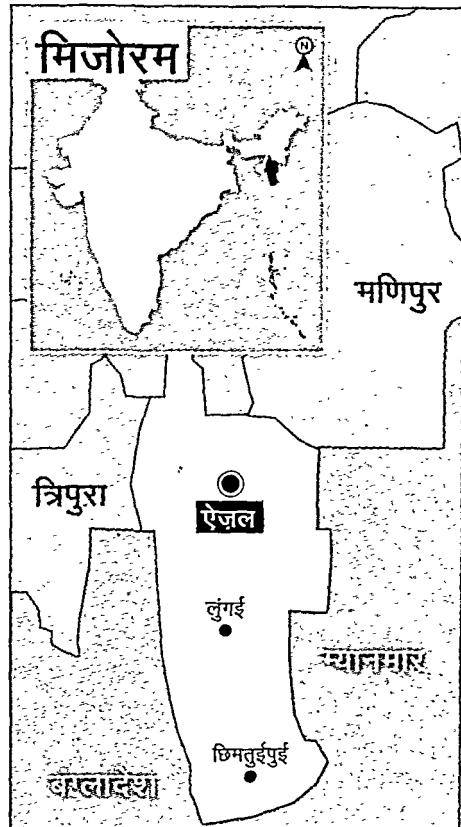 मिजोरम
N
मणिपुर
त्रिपुरा
ऐज़ल
लुंगई
म्यानमार
छिमतुईपुई
बंग्लादेश